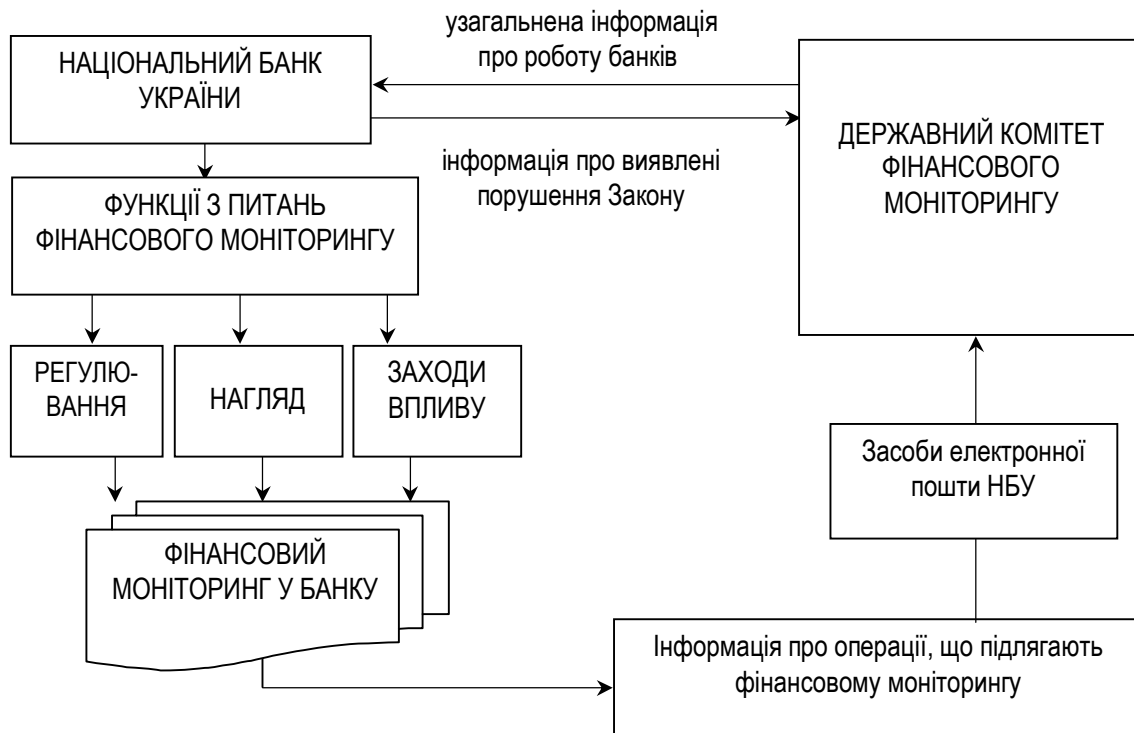 узагальнена інформація
про роботу банків
НАЦІОНАЛЬНИЙ БАНК
УКРАЇНИ
ДЕРЖАВНИЙ КОМІТЕТ
ФІНАНСОВОГО
МОНІТОРИНГУ
інформація про виявлені
порушення Закону
ФУНКЦІЇ З ПИТАНЬ
ФІНАНСОВОГО МОНІТОРИНГУ
РЕГУЛЮ-
ВАННЯ
НАГЛЯД
ЗАХОДИ
ВПЛИВУ
Засоби електронної
пошти НБУ
ФІНАНСОВИЙ
МОНІТОРИНГ У БАНКУ
Інформація про операції, що підлягають
фінансовому моніторингу